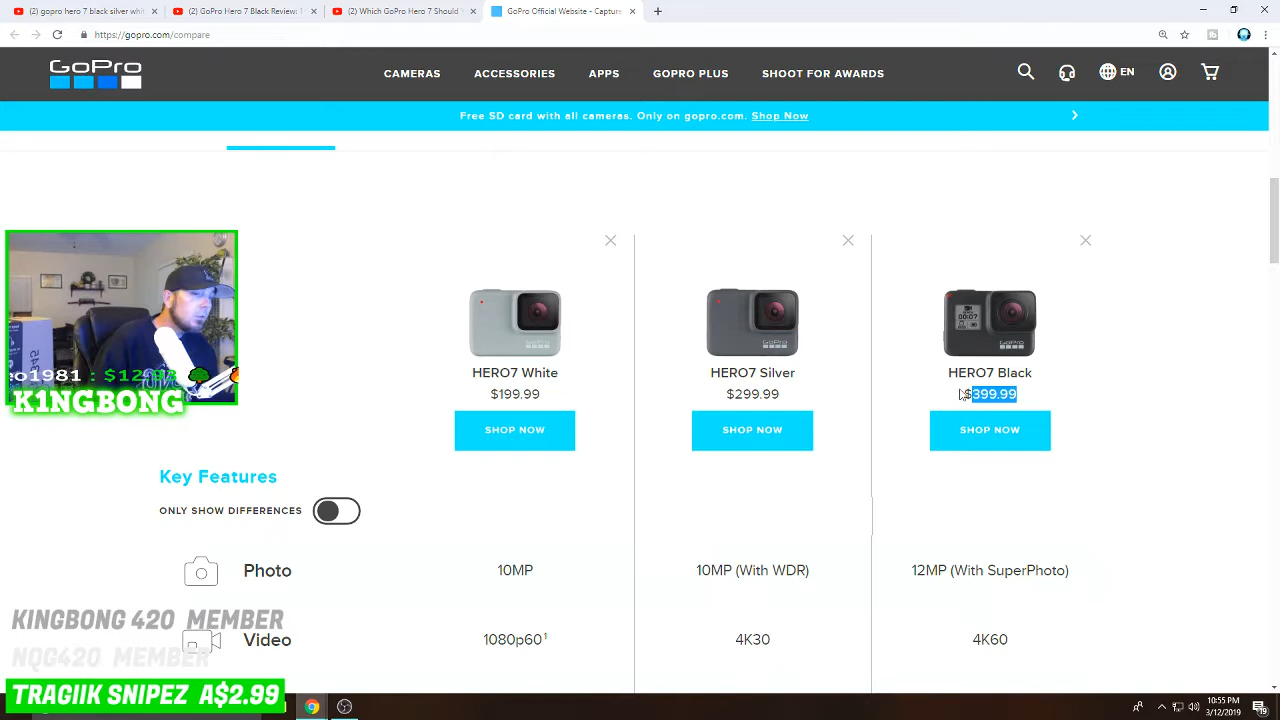 (2) gopro hero 7 black silver whit
(2) GoPro Hero 7 Black Review: 1
(2) Which GoPro Hero 7 Should
GoPro Official Website - Capture
https://gopro.com/compare
GoPro
CAMERAS
ACCESSORIES
APPS
GOPRO PLUS
SHOOT FOR AWARDS
EN
Free SD card with all cameras. Only on gopro.com. Shop Now
HERO7 White
HERO7 Silver
HERO7 Black
$199.99
$299.99
$399.99
SHOP NOW
SHOP NOW
SHOP NOW
Key Features
ONLY SHOW DIFFERENCES
Photo
10MP
10MP (With WDR)
12MP (With SuperPhoto)
Video
1080p60¹
4K30
4K60
K1NGBONG
KINGBONG 420 MEMBER
NQG420 MEMBER
TRAGIIK SNIPEZ A$2.99
10:55 PM
3/12/2019